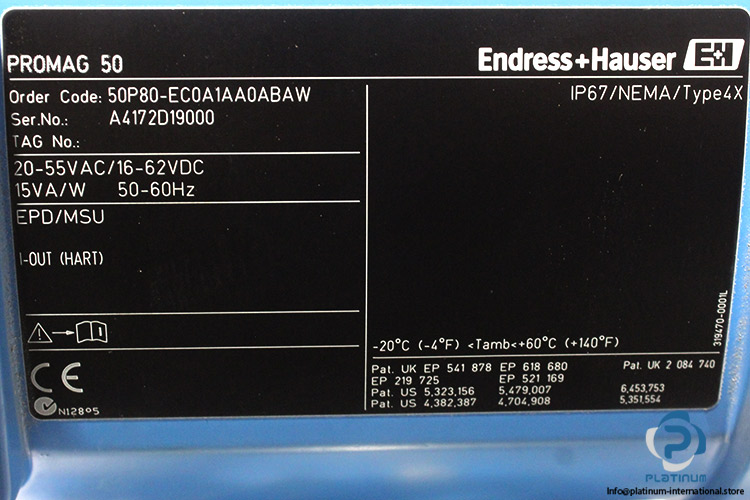 PROMAG 50
Endress+Hauser E+H
Order Code: 50P80-EC0A1AA0ABAW
IP67/NEMA/Type4X
Ser.No.: A4172D19000
TAG No.:
20-55VAC/16-62VDC
15VA/W 50-60Hz
EPD/MSU
I-OUT (HART)
319470-0001L
-20°C (-4°F) <Tamb<+60°C (+140°F)
Pat. UK EP 541 878 EP 618 680 Pat. UK 2 084 740
EP 219 725 EP 521 169
Pat. US 5,323,156 5,479,007 6,453,753
Pat. US 4,382,387 4,704,908 5,351,554
CE
N12895
PLATINUM
Info@platinum-international.store